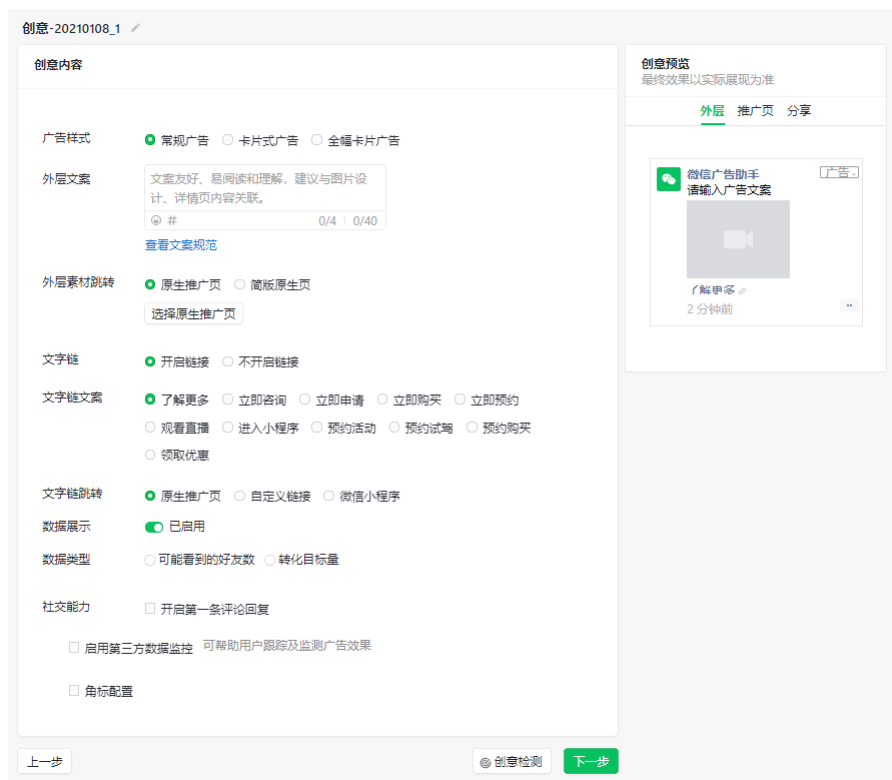 创意-20210108_1
创意内容
广告样式
常规广告 卡片式广告 全幅卡片广告
外层文案
文案友好、易阅读和理解，建议与图片设
计、详情页内容关联。
# 0/4 0/40
查看文案规范
外层素材跳转
原生推广页 简版原生页
选择原生推广页
文字链
开启链接 不开启链接
文字链文案
了解更多 立即咨询 立即申请 立即购买 立即预约
观看直播 进入小程序 预约活动 预约试驾 预约购买
领取优惠
文字链跳转
原生推广页 自定义链接 微信小程序
数据展示
已启用
数据类型
可能看到的好友数 转化目标量
社交能力
开启第一条评论回复
启用第三方数据监控 可帮助用户跟踪及监测广告效果
角标配置
上一步 创意检测 下一步
创意预览
最终效果以实际展现为准
外层 推广页 分享
微信广告助手 广告
请输入广告文案
了解更多
2 分钟前